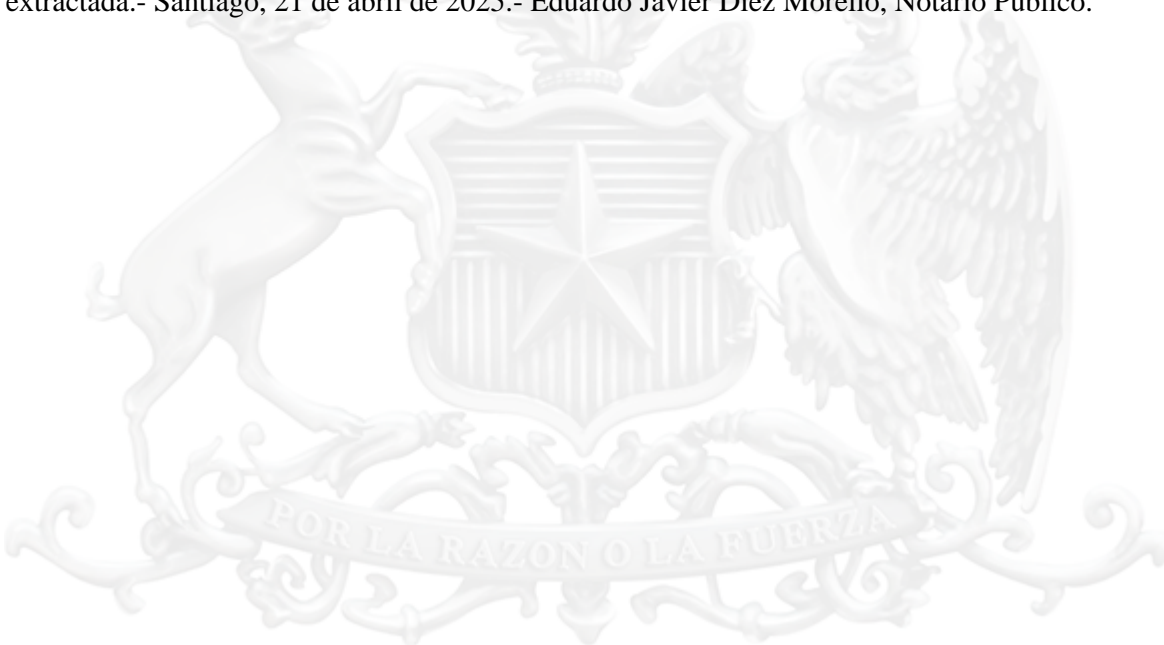 extractada.- Santiago, 21 de abril de 2025.- Eduardo Javier Diez Morello, Notario Público.
POR LA RAZON O LA FUERZA